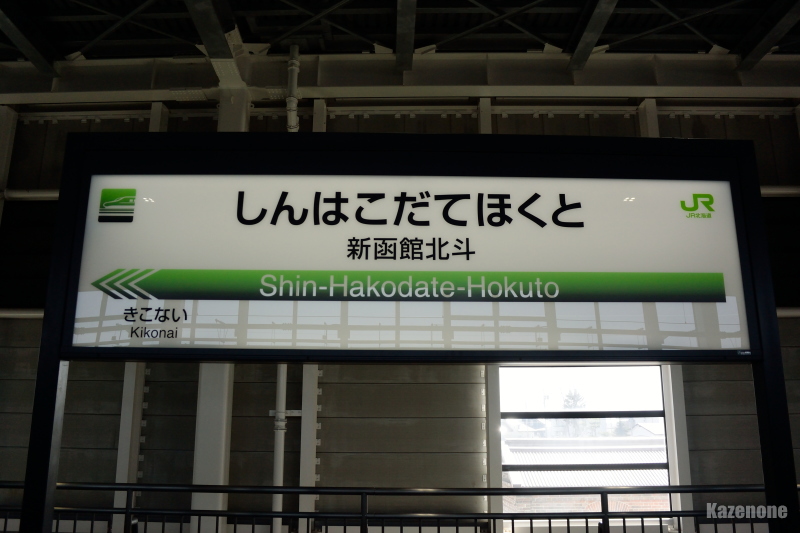 しんはこだてほくと
JR
JR北海道
新函館北斗
Shin-Hakodate-Hokuto
きこない
Kikonai
Kazenone